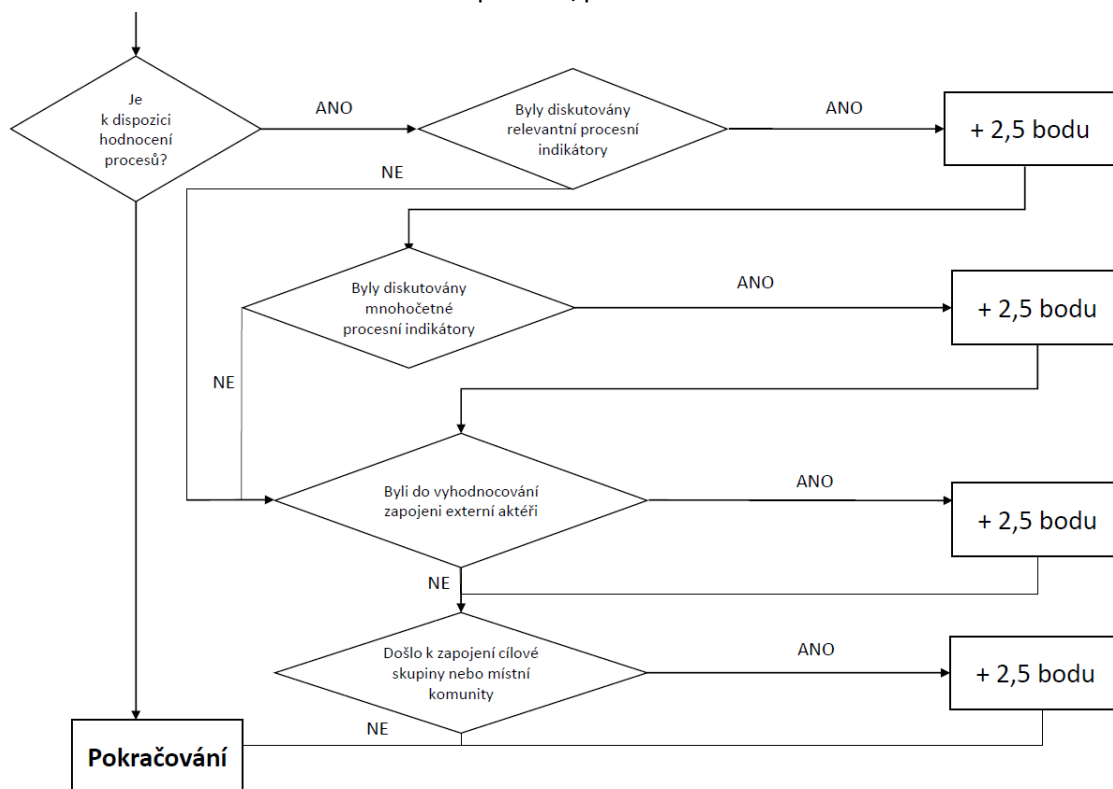 Je
k dispozici
hodnocení
procesů?
ANO
Byly diskutovány
relevantní procesní
indikátory
ANO
+ 2,5 bodu
NE
Byly diskutovány
mnohočetné
procesní indikátory
ANO
+ 2,5 bodu
NE
Byli do vyhodnocování
zapojeni externí aktéři
ANO
+ 2,5 bodu
NE
Došlo k zapojení cílové
skupiny nebo místní
komunity
ANO
+ 2,5 bodu
NE
Pokračování